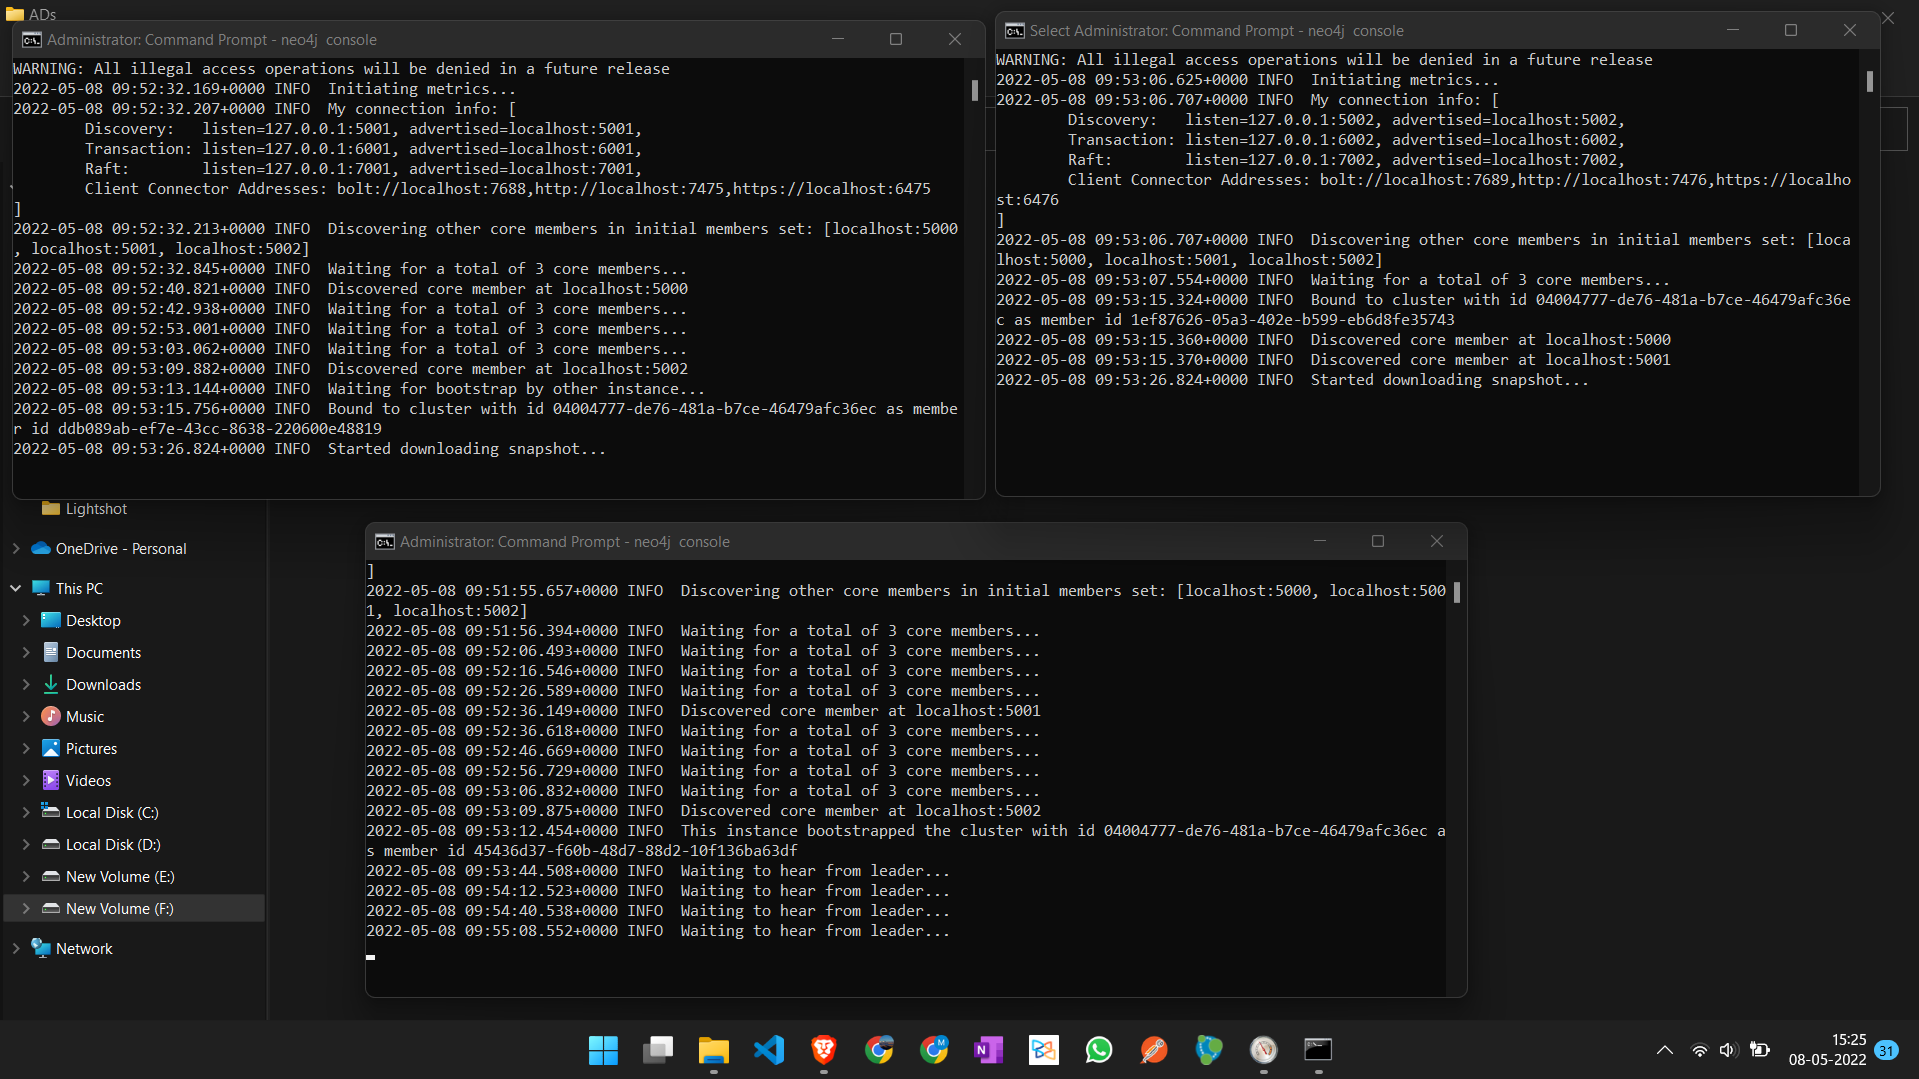 ADs
Administrator: Command Prompt - neo4j  console
WARNING: All illegal access operations will be denied in a future release
2022-05-08 09:52:32.169+0000 INFO  Initiating metrics...
2022-05-08 09:52:32.207+0000 INFO  My connection info: [
        Discovery:   listen=127.0.0.1:5001, advertised=localhost:5001,
        Transaction: listen=127.0.0.1:6001, advertised=localhost:6001,
        Raft:        listen=127.0.0.1:7001, advertised=localhost:7001,
        Client Connector Addresses: bolt://localhost:7688,http://localhost:7475,https://localhost:6475
]
2022-05-08 09:52:32.213+0000 INFO  Discovering other core members in initial members set: [localhost:5000
, localhost:5001, localhost:5002]
2022-05-08 09:52:32.845+0000 INFO  Waiting for a total of 3 core members...
2022-05-08 09:52:40.821+0000 INFO  Discovered core member at localhost:5000
2022-05-08 09:52:42.938+0000 INFO  Waiting for a total of 3 core members...
2022-05-08 09:52:53.001+0000 INFO  Waiting for a total of 3 core members...
2022-05-08 09:53:03.062+0000 INFO  Waiting for a total of 3 core members...
2022-05-08 09:53:09.882+0000 INFO  Discovered core member at localhost:5002
2022-05-08 09:53:13.144+0000 INFO  Waiting for bootstrap by other instance...
2022-05-08 09:53:15.756+0000 INFO  Bound to cluster with id 04004777-de76-481a-b7ce-46479afc36ec as membe
r id ddb089ab-ef7e-43cc-8638-220600e48819
2022-05-08 09:53:26.824+0000 INFO  Started downloading snapshot...
Select Administrator: Command Prompt - neo4j  console
WARNING: All illegal access operations will be denied in a future release
2022-05-08 09:53:06.625+0000 INFO  Initiating metrics...
2022-05-08 09:53:06.707+0000 INFO  My connection info: [
        Discovery:   listen=127.0.0.1:5002, advertised=localhost:5002,
        Transaction: listen=127.0.0.1:6002, advertised=localhost:6002,
        Raft:        listen=127.0.0.1:7002, advertised=localhost:7002,
        Client Connector Addresses: bolt://localhost:7689,http://localhost:7476,https://localho
st:6476
]
2022-05-08 09:53:06.707+0000 INFO  Discovering other core members in initial members set: [loca
lhost:5000, localhost:5001, localhost:5002]
2022-05-08 09:53:07.554+0000 INFO  Waiting for a total of 3 core members...
2022-05-08 09:53:15.324+0000 INFO  Bound to cluster with id 04004777-de76-481a-b7ce-46479afc36e
c as member id 1ef87626-05a3-402e-b599-eb6d8fe35743
2022-05-08 09:53:15.360+0000 INFO  Discovered core member at localhost:5000
2022-05-08 09:53:15.370+0000 INFO  Discovered core member at localhost:5001
2022-05-08 09:53:26.824+0000 INFO  Started downloading snapshot...
Lightshot
OneDrive - Personal
This PC
Desktop
Documents
Downloads
Music
Pictures
Videos
Local Disk (C:)
Local Disk (D:)
New Volume (E:)
New Volume (F:)
Network
Administrator: Command Prompt - neo4j  console
]
2022-05-08 09:51:55.657+0000 INFO  Discovering other core members in initial members set: [localhost:5000, localhost:500
1, localhost:5002]
2022-05-08 09:51:56.394+0000 INFO  Waiting for a total of 3 core members...
2022-05-08 09:52:06.493+0000 INFO  Waiting for a total of 3 core members...
2022-05-08 09:52:16.546+0000 INFO  Waiting for a total of 3 core members...
2022-05-08 09:52:26.589+0000 INFO  Waiting for a total of 3 core members...
2022-05-08 09:52:36.149+0000 INFO  Discovered core member at localhost:5001
2022-05-08 09:52:36.618+0000 INFO  Waiting for a total of 3 core members...
2022-05-08 09:52:46.669+0000 INFO  Waiting for a total of 3 core members...
2022-05-08 09:52:56.729+0000 INFO  Waiting for a total of 3 core members...
2022-05-08 09:53:06.832+0000 INFO  Waiting for a total of 3 core members...
2022-05-08 09:53:09.875+0000 INFO  Discovered core member at localhost:5002
2022-05-08 09:53:12.454+0000 INFO  This instance bootstrapped the cluster with id 04004777-de76-481a-b7ce-46479afc36ec a
s member id 45436d37-f60b-48d7-88d2-10f136ba63df
2022-05-08 09:53:44.508+0000 INFO  Waiting to hear from leader...
2022-05-08 09:54:12.523+0000 INFO  Waiting to hear from leader...
2022-05-08 09:54:40.538+0000 INFO  Waiting to hear from leader...
2022-05-08 09:55:08.552+0000 INFO  Waiting to hear from leader...
15:25
08-05-2022
31